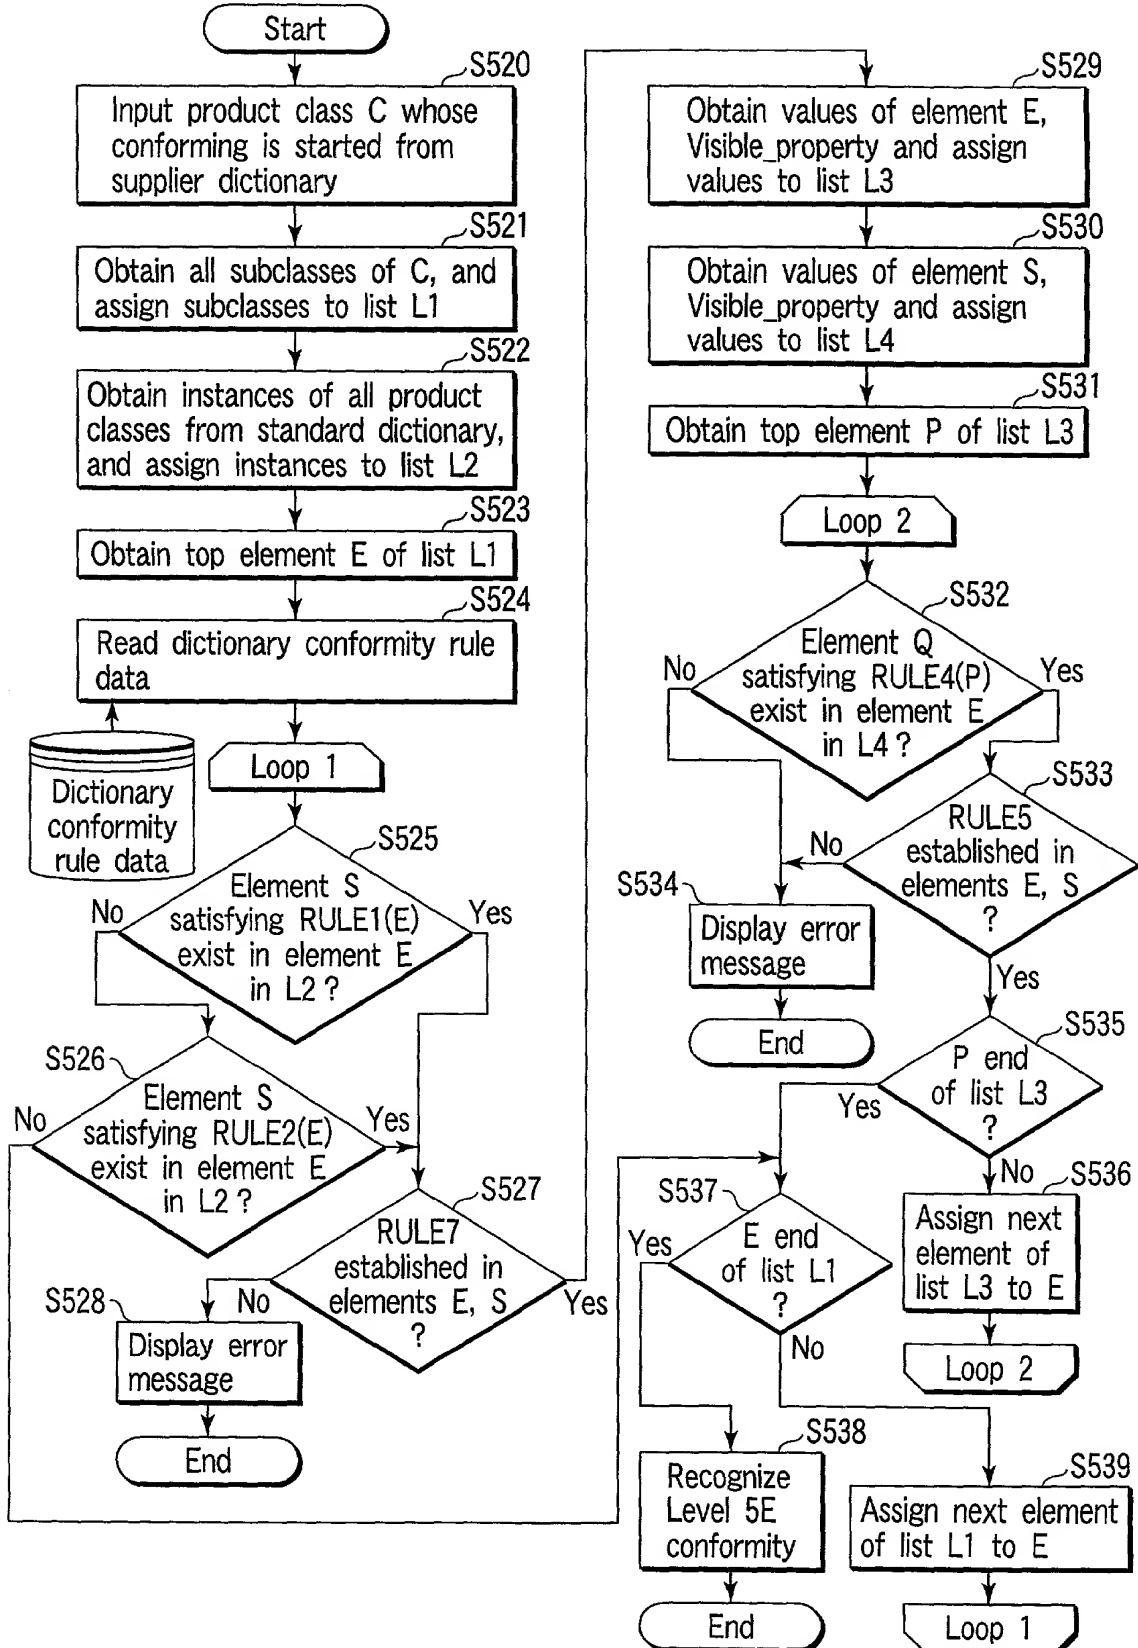 Start
S520
Input product class C whose
conforming is started from
supplier dictionary
S521
Obtain all subclasses of C, and
assign subclasses to list L1
S522
Obtain instances of all product
classes from standard dictionary,
and assign instances to list L2
S523
Obtain top element E of list L1
S524
Read dictionary conformity rule
data
Dictionary
conformity
rule data
Loop 1
S525
Element S
satisfying RULE1(E)
exist in element E
in L2?
No
Yes
S526
Element S
satisfying RULE2(E)
exist in element E
in L2?
No
Yes
S527
RULE7
established in
elements E, S
?
No
Yes
S528
Display error
message
End
S529
Obtain values of element E,
Visible_property and assign
values to list L3
S530
Obtain values of element S,
Visible_property and assign
values to list L4
S531
Obtain top element P of list L3
Loop 2
S532
Element Q
satisfying RULE4(P)
exist in element E
in L4?
No
Yes
S533
RULE5
established in
elements E, S
?
No
Yes
S534
Display error
message
End
S535
P end
of list L3
?
Yes
No
S536
Assign next
element of
list L3 to E
Loop 2
S537
E end
of list L1
?
Yes
No
S538
Recognize
Level 5E
conformity
End
S539
Assign next element
of list L1 to E
Loop 1